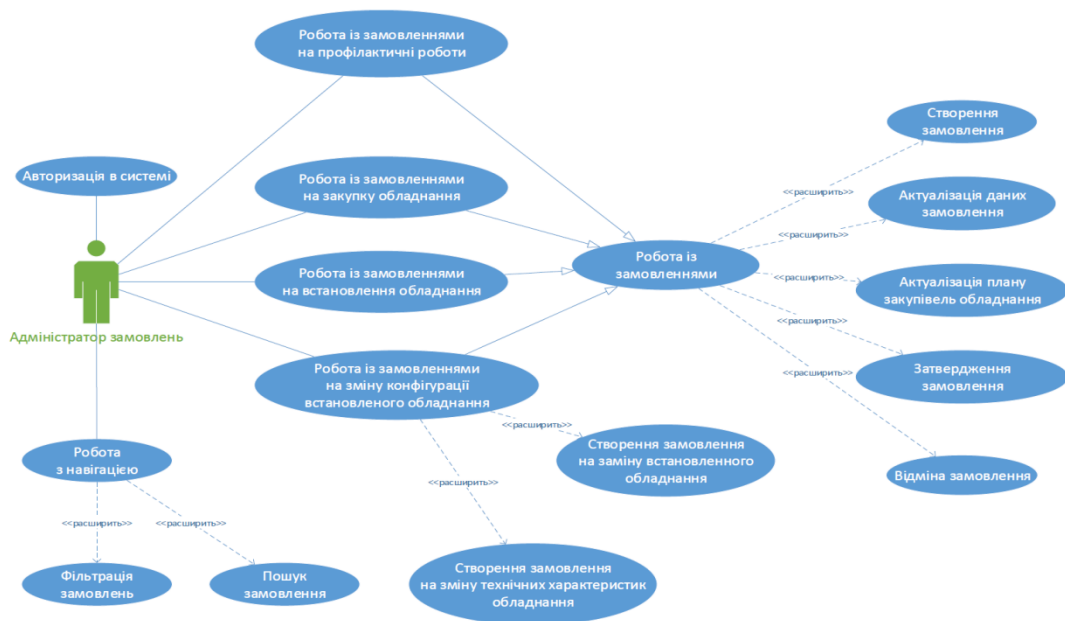 Робота із замовленнями
на профілактичні роботи
Створення
замовлення
Авторизація в системі
Робота із замовленнями
на закупку обладнання
<<расширить>>
Актуалізація даних
замовлення
<<расширить>>
Робота із
замовленнями
Робота із замовленнями
на встановлення обладнання
<<расширить>>
Актуалізація плану
закупівель обладнання
Адміністратор замовлень
<<расширить>>
Робота із замовленнями
на зміну конфігурації
встановленого обладнання
<<расширить>>
Затвердження
замовлення
<<расширить>>
Робота
з навігацією
Створення замовлення
на заміну встановленного
обладнання
Відміна замовлення
<<расширить>>
<<расширить>>
<<расширить>>
Фільтрація
замовлень
Пошук
замовлення
Створення замовлення
на зміну технічних характеристик
обладнання